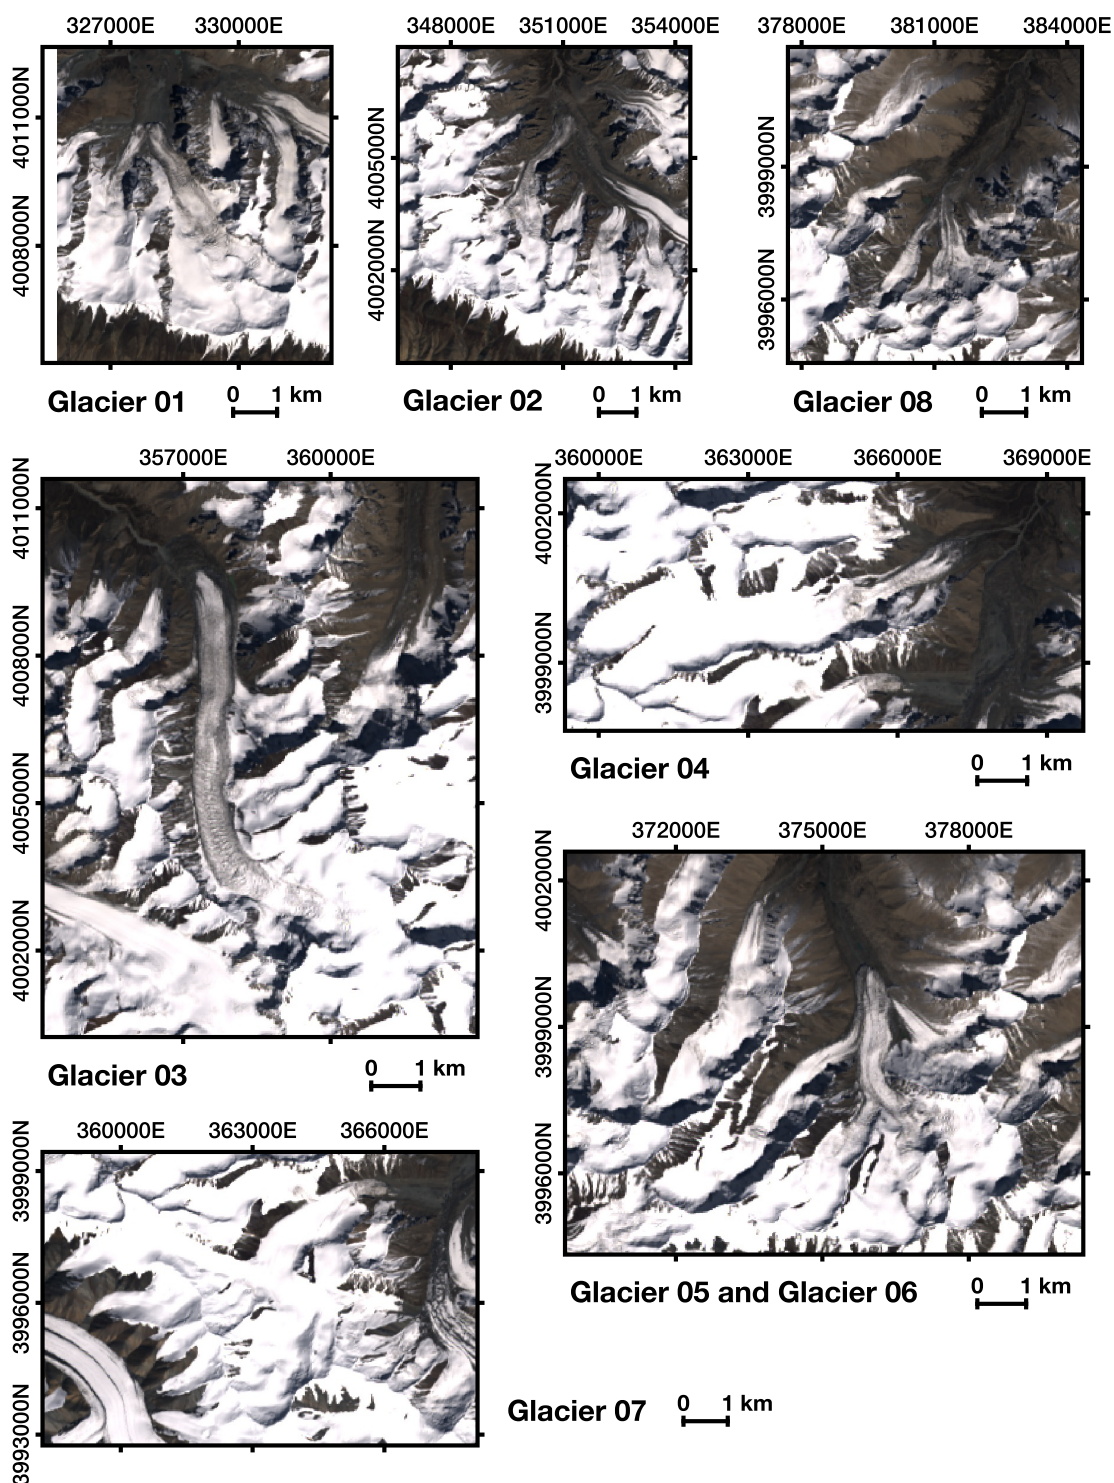 327000E 330000E
4011000N
4008000N
Glacier 01
0 1 km
348000E 351000E 354000E
4005000N
4002000N
Glacier 02
0 1 km
378000E 381000E 384000E
3999000N
3996000N
Glacier 08
0 1 km
357000E 360000E
4011000N
4008000N
4005000N
4002000N
Glacier 03
0 1 km
360000E 363000E 366000E 369000E
4002000N
3999000N
Glacier 04
0 1 km
372000E 375000E 378000E
4002000N
3999000N
3996000N
Glacier 05 and Glacier 06
0 1 km
360000E 363000E 366000E
3999000N
3996000N
3993000N
Glacier 07
0 1 km